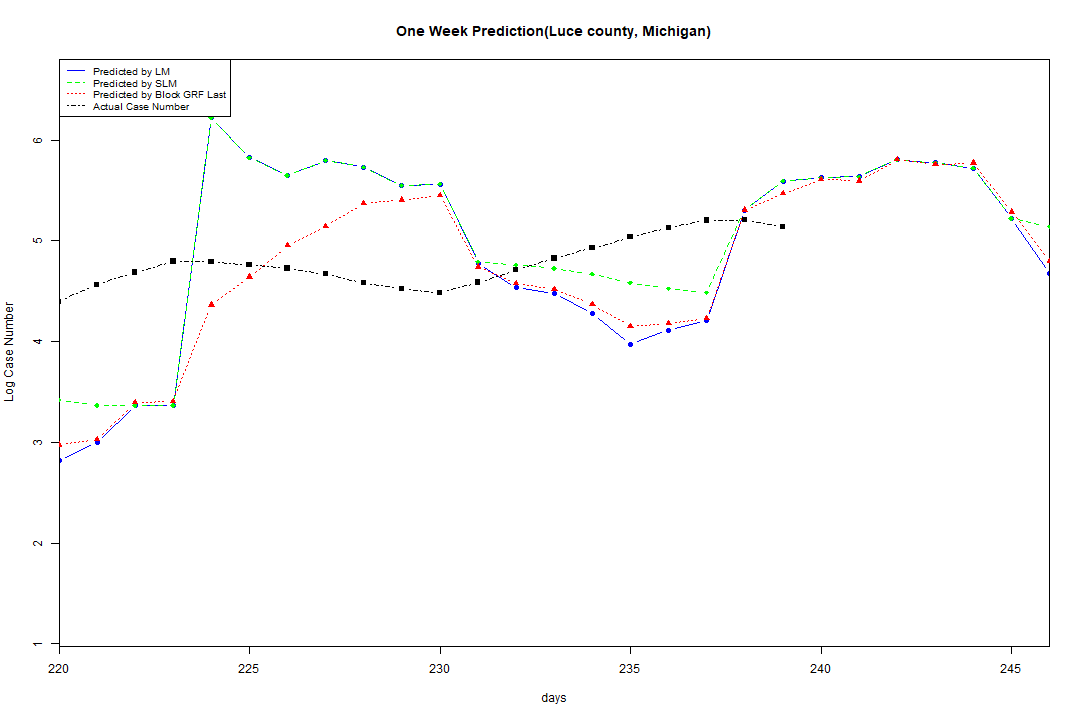 One Week Prediction(Luce county, Michigan)
Predicted by LM
Predicted by SLM
Predicted by Block GRF Last
Actual Case Number
Log Case Number
6
5
4
3
2
1
220 225 230 235 240 245
days